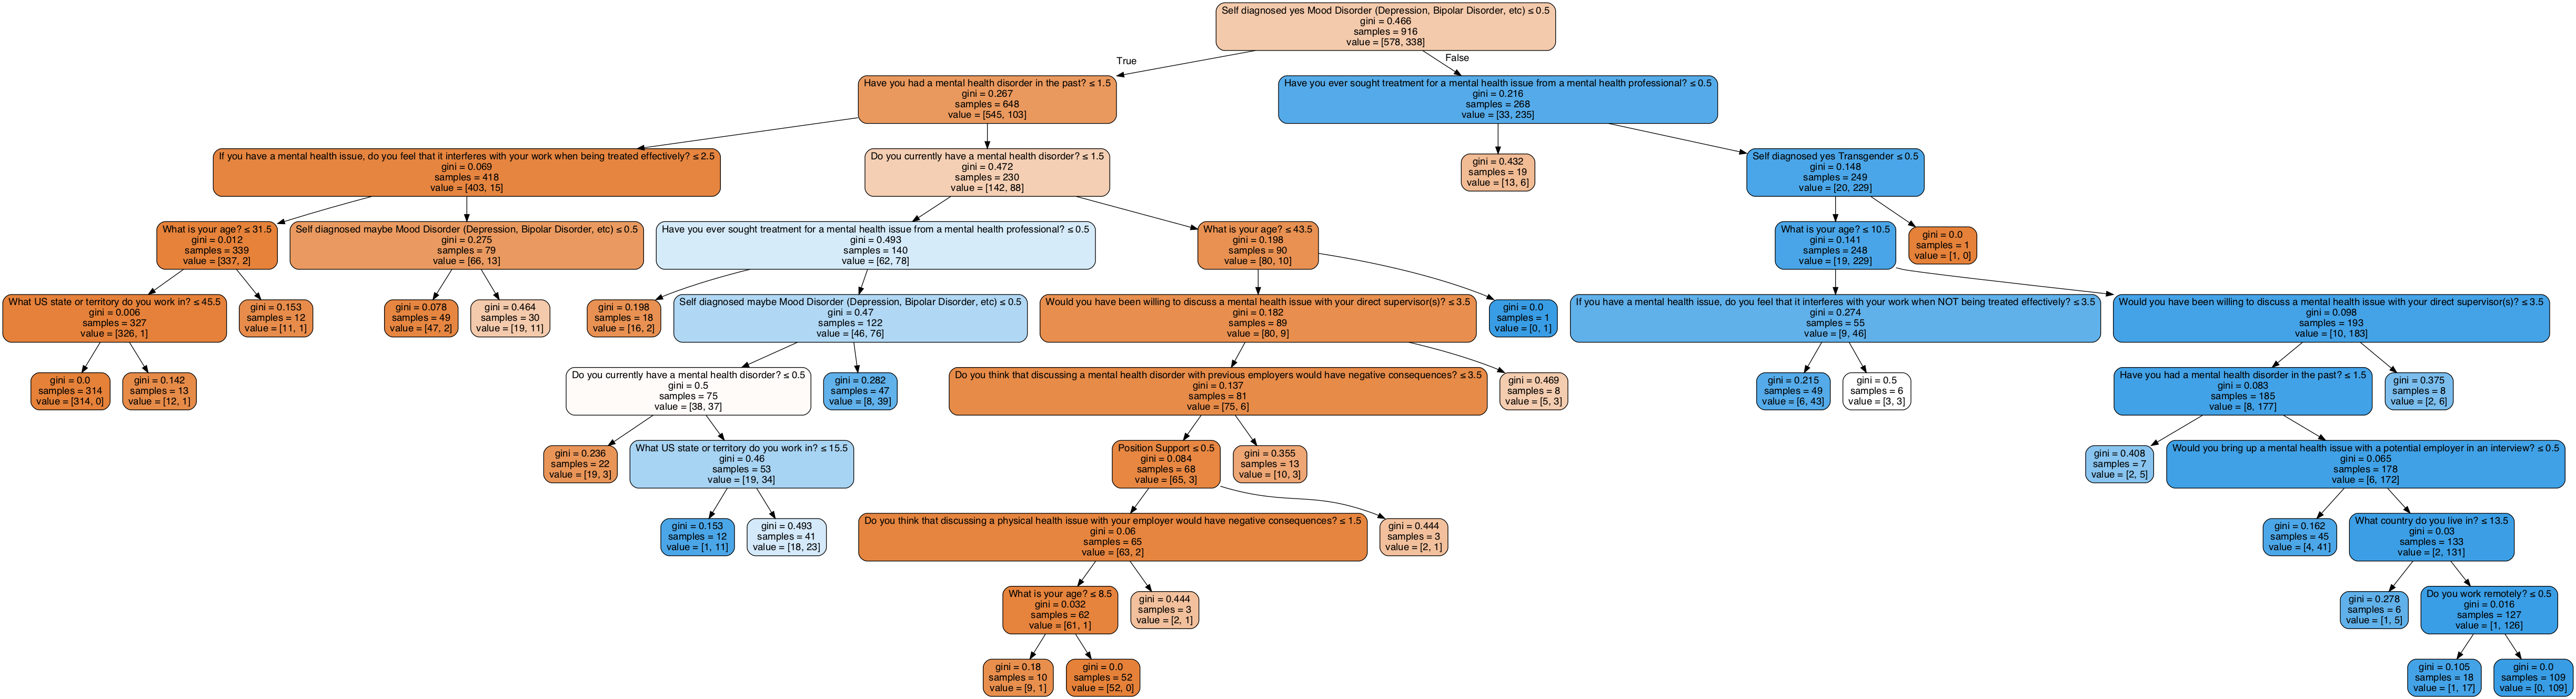 Self diagnosed yes Mood Disorder (Depression, Bipolar Disorder, etc) ≤ 0.5
gini = 0.466
samples = 916
value = [578, 338]
True
False
Have you had a mental health disorder in the past? ≤ 1.5
gini = 0.267
samples = 648
value = [545, 103]
Have you ever sought treatment for a mental health issue from a mental health professional? ≤ 0.5
gini = 0.216
samples = 268
value = [33, 235]
If you have a mental health issue, do you feel that it interferes with your work when being treated effectively? ≤ 2.5
gini = 0.069
samples = 418
value = [403, 15]
Do you currently have a mental health disorder? ≤ 1.5
gini = 0.472
samples = 230
value = [142, 88]
gini = 0.432
samples = 19
value = [13, 6]
Self diagnosed yes Transgender ≤ 0.5
gini = 0.148
samples = 249
value = [20, 229]
What is your age? ≤ 31.5
gini = 0.012
samples = 339
value = [337, 2]
Self diagnosed maybe Mood Disorder (Depression, Bipolar Disorder, etc) ≤ 0.5
gini = 0.275
samples = 79
value = [66, 13]
Have you ever sought treatment for a mental health issue from a mental health professional? ≤ 0.5
gini = 0.493
samples = 140
value = [62, 78]
What is your age? ≤ 43.5
gini = 0.198
samples = 90
value = [80, 10]
What is your age? ≤ 10.5
gini = 0.141
samples = 248
value = [19, 229]
gini = 0.0
samples = 1
value = [1, 0]
What US state or territory do you work in? ≤ 45.5
gini = 0.006
samples = 327
value = [326, 1]
gini = 0.153
samples = 12
value = [11, 1]
gini = 0.078
samples = 49
value = [47, 2]
gini = 0.464
samples = 30
value = [19, 11]
gini = 0.198
samples = 18
value = [16, 2]
Self diagnosed maybe Mood Disorder (Depression, Bipolar Disorder, etc) ≤ 0.5
gini = 0.47
samples = 122
value = [46, 76]
Would you have been willing to discuss a mental health issue with your direct supervisor(s)? ≤ 3.5
gini = 0.182
samples = 89
value = [80, 9]
gini = 0.0
samples = 1
value = [0, 1]
If you have a mental health issue, do you feel that it interferes with your work when NOT being treated effectively? ≤ 3.5
gini = 0.274
samples = 55
value = [9, 46]
Would you have been willing to discuss a mental health issue with your direct supervisor(s)? ≤ 3.5
gini = 0.098
samples = 193
value = [10, 183]
gini = 0.0
samples = 314
value = [314, 0]
gini = 0.142
samples = 13
value = [12, 1]
Do you currently have a mental health disorder? ≤ 0.5
gini = 0.5
samples = 75
value = [38, 37]
gini = 0.282
samples = 47
value = [8, 39]
Do you think that discussing a mental health disorder with previous employers would have negative consequences? ≤ 3.5
gini = 0.137
samples = 81
value = [75, 6]
gini = 0.469
samples = 8
value = [5, 3]
gini = 0.215
samples = 49
value = [6, 43]
gini = 0.5
samples = 6
value = [3, 3]
Have you had a mental health disorder in the past? ≤ 1.5
gini = 0.083
samples = 185
value = [8, 177]
gini = 0.375
samples = 8
value = [2, 6]
gini = 0.236
samples = 22
value = [19, 3]
What US state or territory do you work in? ≤ 15.5
gini = 0.46
samples = 53
value = [19, 34]
Position Support ≤ 0.5
gini = 0.084
samples = 68
value = [65, 3]
gini = 0.355
samples = 13
value = [10, 3]
gini = 0.408
samples = 7
value = [2, 5]
Would you bring up a mental health issue with a potential employer in an interview? ≤ 0.5
gini = 0.065
samples = 178
value = [6, 172]
gini = 0.153
samples = 12
value = [1, 11]
gini = 0.493
samples = 41
value = [18, 23]
Do you think that discussing a physical health issue with your employer would have negative consequences? ≤ 1.5
gini = 0.06
samples = 65
value = [63, 2]
gini = 0.444
samples = 3
value = [2, 1]
gini = 0.162
samples = 45
value = [4, 41]
What country do you live in? ≤ 13.5
gini = 0.03
samples = 133
value = [2, 131]
What is your age? ≤ 8.5
gini = 0.032
samples = 62
value = [61, 1]
gini = 0.444
samples = 3
value = [2, 1]
gini = 0.278
samples = 6
value = [1, 5]
Do you work remotely? ≤ 0.5
gini = 0.016
samples = 127
value = [1, 126]
gini = 0.18
samples = 10
value = [9, 1]
gini = 0.0
samples = 52
value = [52, 0]
gini = 0.105
samples = 18
value = [1, 17]
gini = 0.0
samples = 109
value = [0, 109]